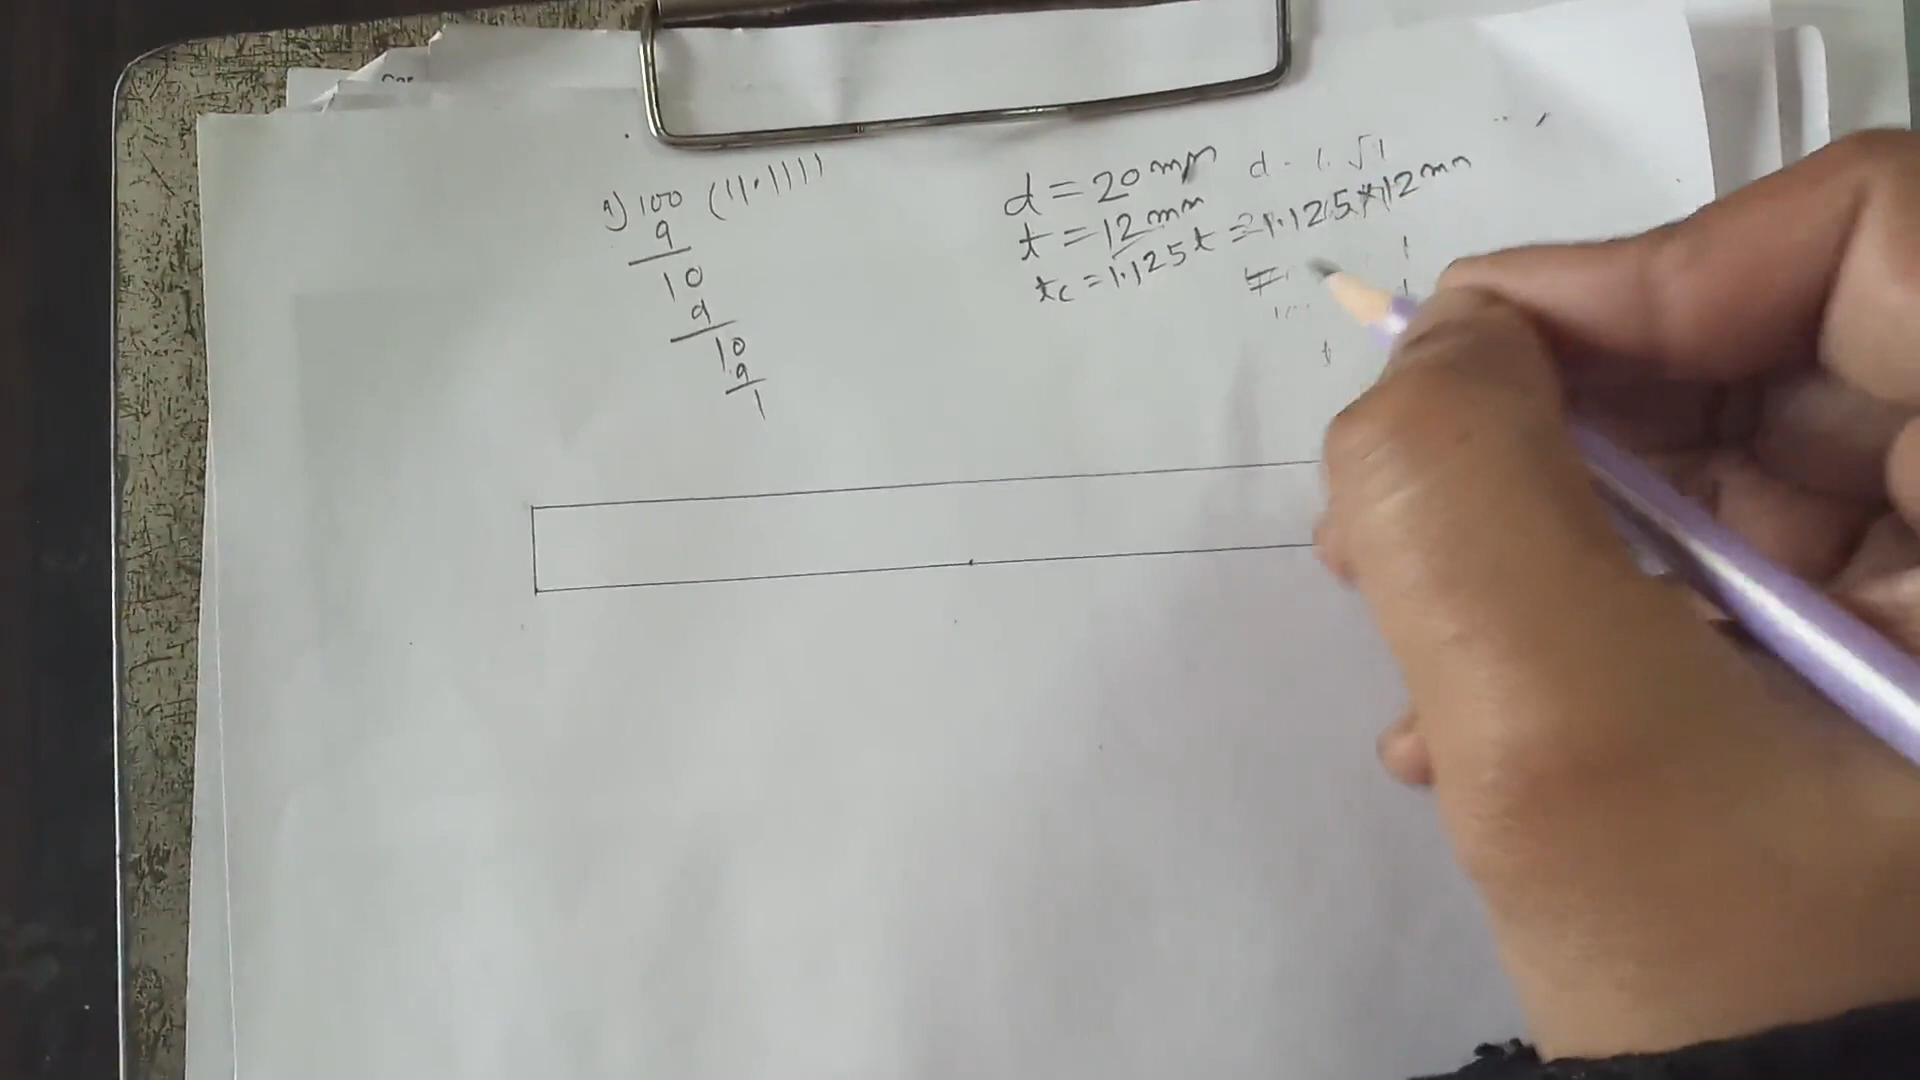 9) 100 (11.1111
9
10
9
10
9
1
d = 20 mm
t = 12 mm
tc = 1.125 t = 1.125 * 12 mm
=